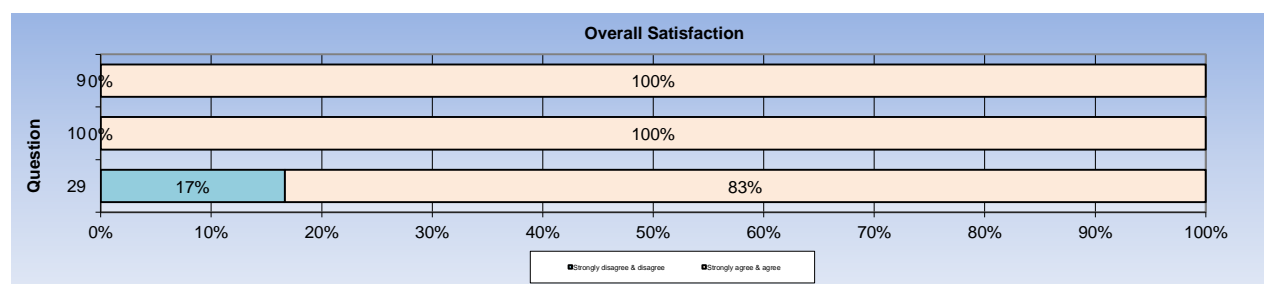 Overall Satisfaction
9 0% 100%
10 0% 100%
29 17% 83%
Question
0% 10% 20% 30% 40% 50% 60% 70% 80% 90% 100%
Strongly disagree & disagree Strongly agree & agree